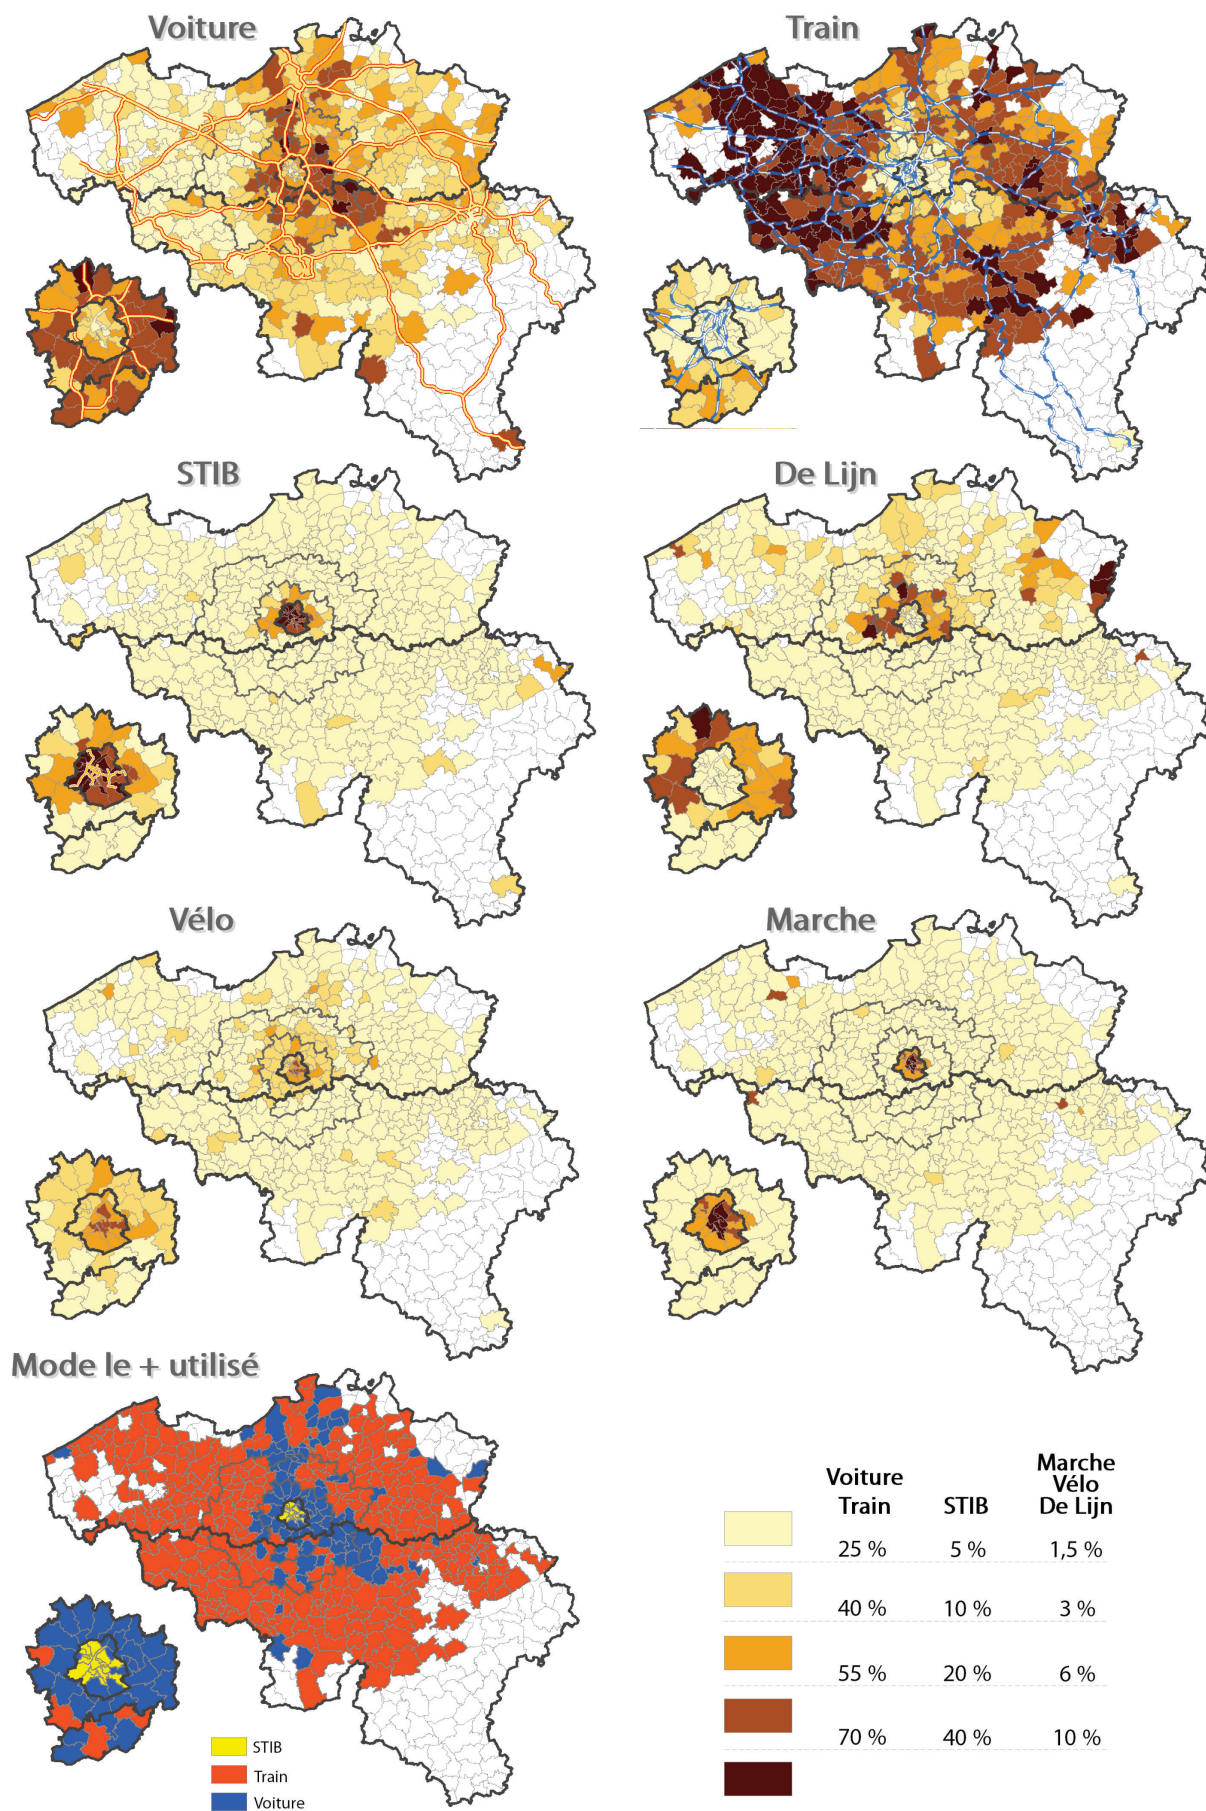 Voiture
Train
STIB
De Lijn
Vélo
Marche
Mode le + utilisé
STIB
Train
Voiture
Voiture
Train
STIB
Marche
Vélo
De Lijn
25 % 5 % 1,5 %
40 % 10 % 3 %
55 % 20 % 6 %
70 % 40 % 10 %